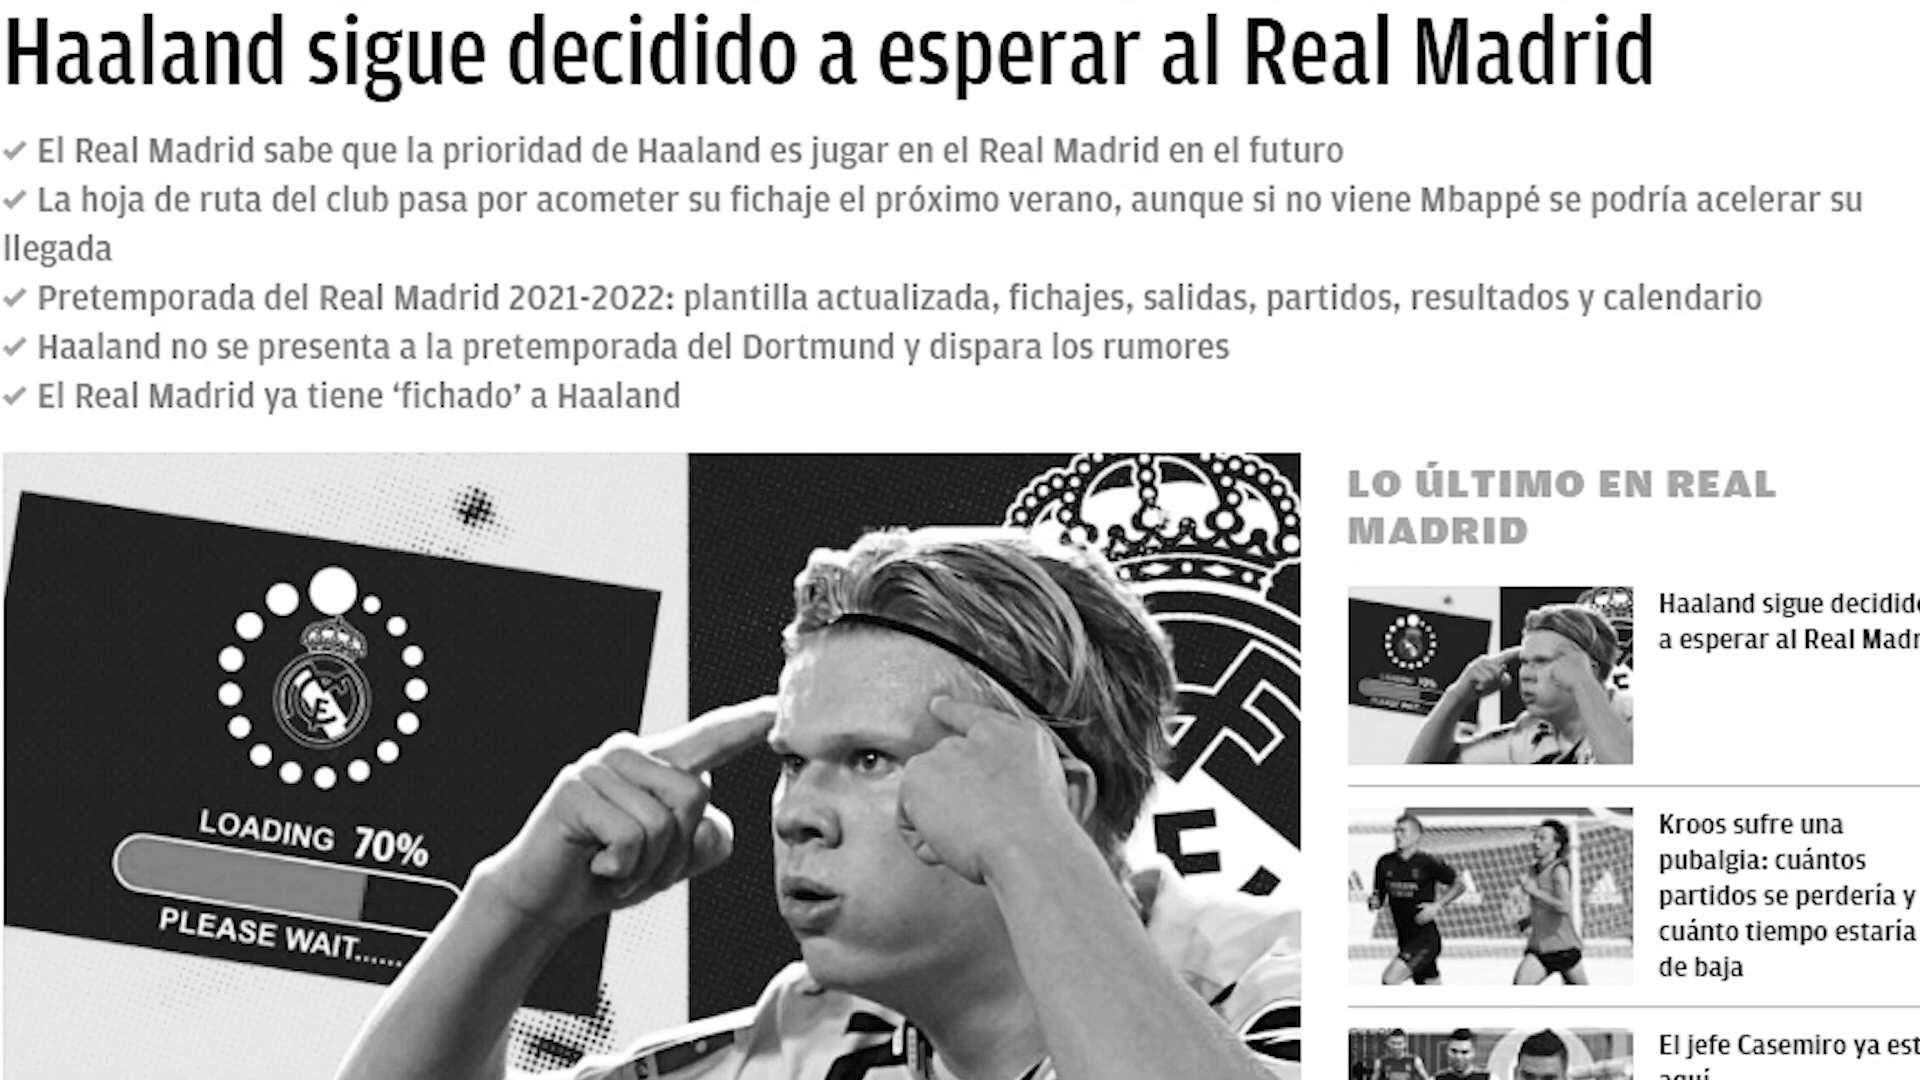 Haaland sigue decidido a esperar al Real Madrid
El Real Madrid sabe que la prioridad de Haaland es jugar en el Real Madrid en el futuro
La hoja de ruta del club pasa por acometer su fichaje el próximo verano, aunque si no viene Mbappé se podría acelerar su
llegada
Pretemporada del Real Madrid 2021-2022: plantilla actualizada, fichajes, salidas, partidos, resultados y calendario
Haaland no se presenta a la pretemporada del Dortmund y dispara los rumores
El Real Madrid ya tiene ‘fichado’ a Haaland
LOADING 70%
PLEASE WAIT......
LO ÚLTIMO EN REAL
MADRID
Haaland sigue decidido
a esperar al Real Madr
Kroos sufre una
pubalgia: cuántos
partidos se perdería y
cuánto tiempo estaría
de baja
El jefe Casemiro ya est
aquí